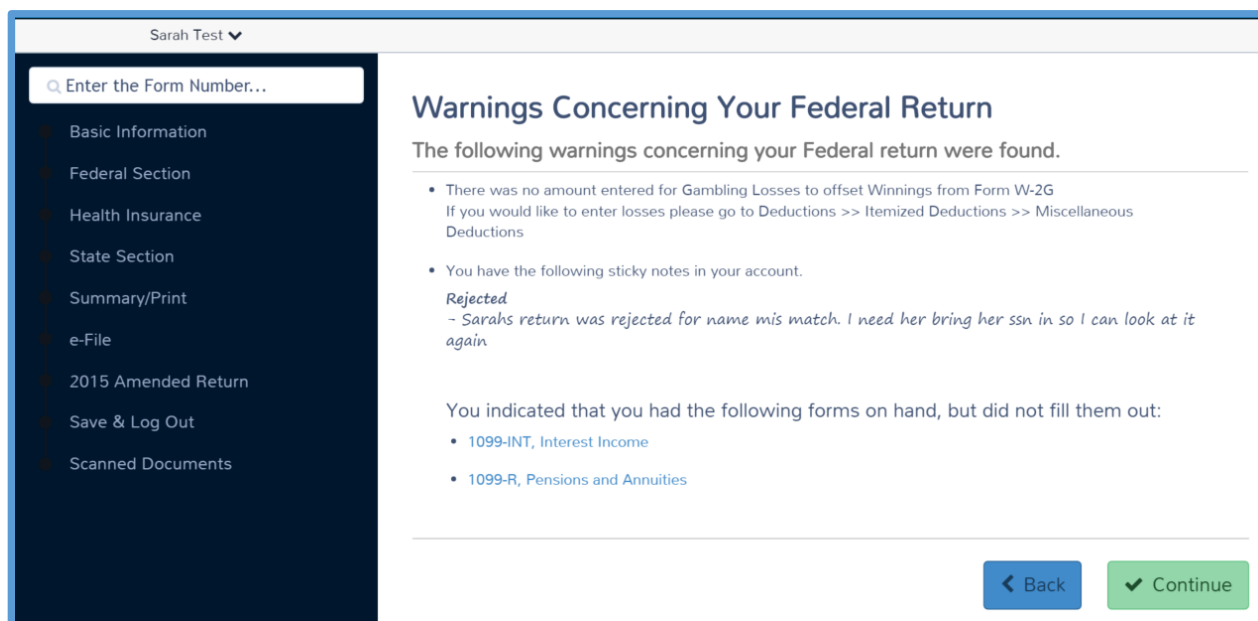 Sarah Test
Enter the Form Number...
Basic Information
Federal Section
Health Insurance
State Section
Summary/Print
e-File
2015 Amended Return
Save & Log Out
Scanned Documents
Warnings Concerning Your Federal Return
The following warnings concerning your Federal return were found.
• There was no amount entered for Gambling Losses to offset Winnings from Form W-2G
If you would like to enter losses please go to Deductions >> Itemized Deductions >> Miscellaneous
Deductions
• You have the following sticky notes in your account.
Rejected
- Sarahs return was rejected for name mis match. I need her bring her ssn in so I can look at it
again
You indicated that you had the following forms on hand, but did not fill them out:
• 1099-INT, Interest Income
• 1099-R, Pensions and Annuities
Back
Continue